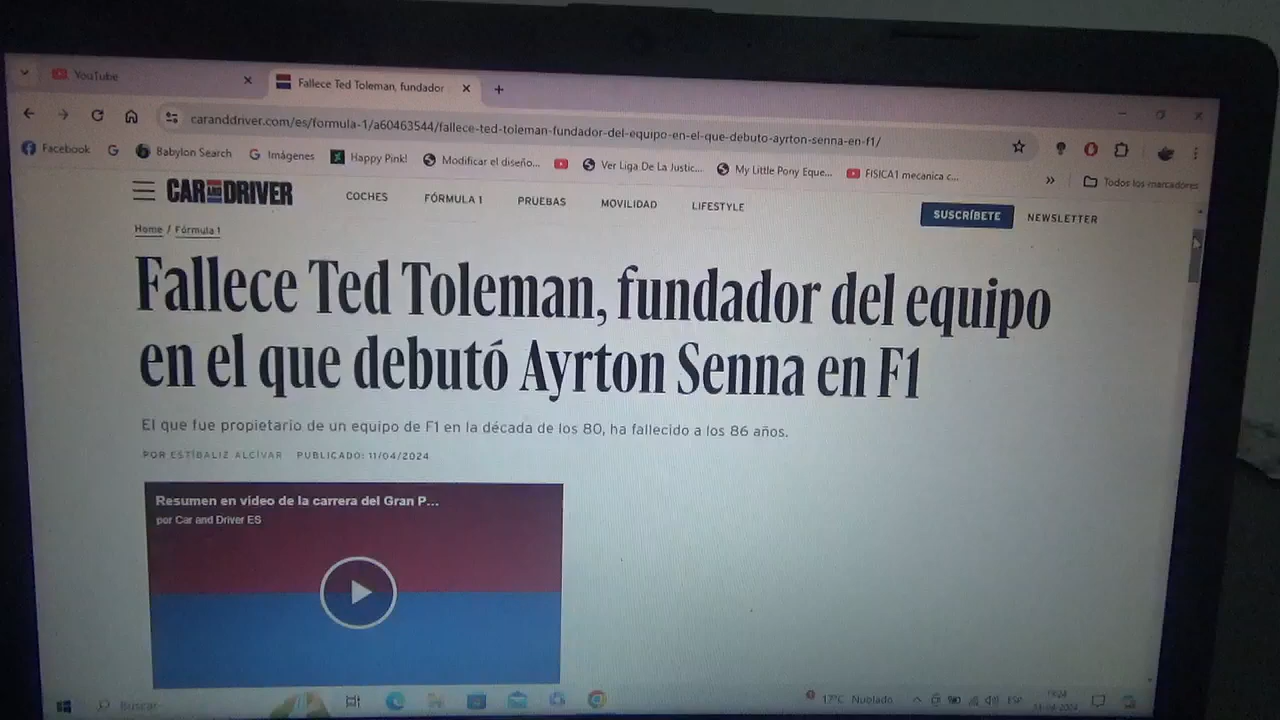 YouTube
Fallece Ted Toleman, fundador
caranddriver.com/es/formula-1/a60463544/fallece-ted-toleman-fundador-del-equipo-en-el-que-debuto-ayrton-senna-en-f1/
Facebook
Babylon Search
Imágenes
Happy Pink!
Modificar el diseño...
Ver Liga De La Justic...
My Little Pony Eque...
FISICA1 mecanica c...
Todos los marcadores
CAR AND DRIVER
COCHES
FÓRMULA 1
PRUEBAS
MOVILIDAD
LIFESTYLE
SUSCRÍBETE
NEWSLETTER
Home / Fórmula 1
Fallece Ted Toleman, fundador del equipo
en el que debutó Ayrton Senna en F1
El que fue propietario de un equipo de F1 en la década de los 80, ha fallecido a los 86 años.
POR ESTÍBALIZ ALCÍVAR PUBLICADO: 11/04/2024
Resumen en vídeo de la carrera del Gran P...
por Car and Driver ES
Buscar
17°C Nublado
ESP